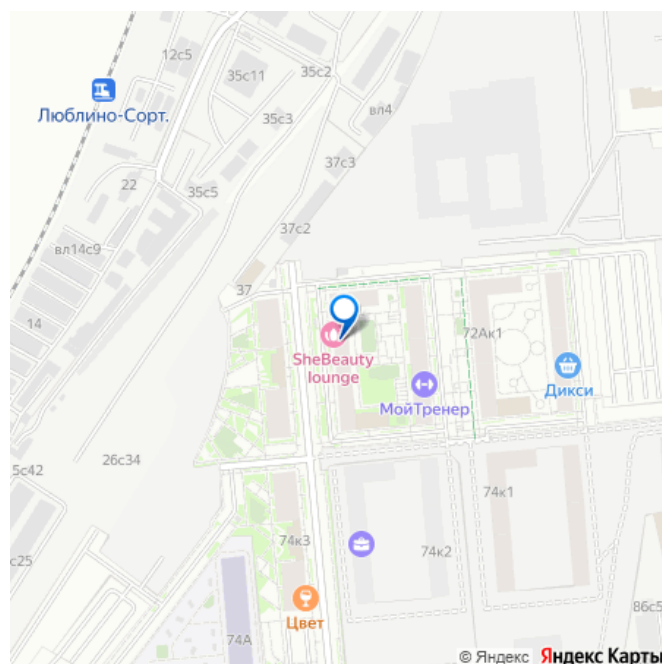 12с5
35с11
35с2
Люблино-Сорт.
35с3
вл4
22
35с5
37с3
37с2
вл14с9
37
14
SheBeauty
lounge
72Ак1
МойТренер
Дикси
5с42
26с34
74к1
74к3
74к2
с25
Цвет
86с5
74А
© Яндекс Яндекс Карты